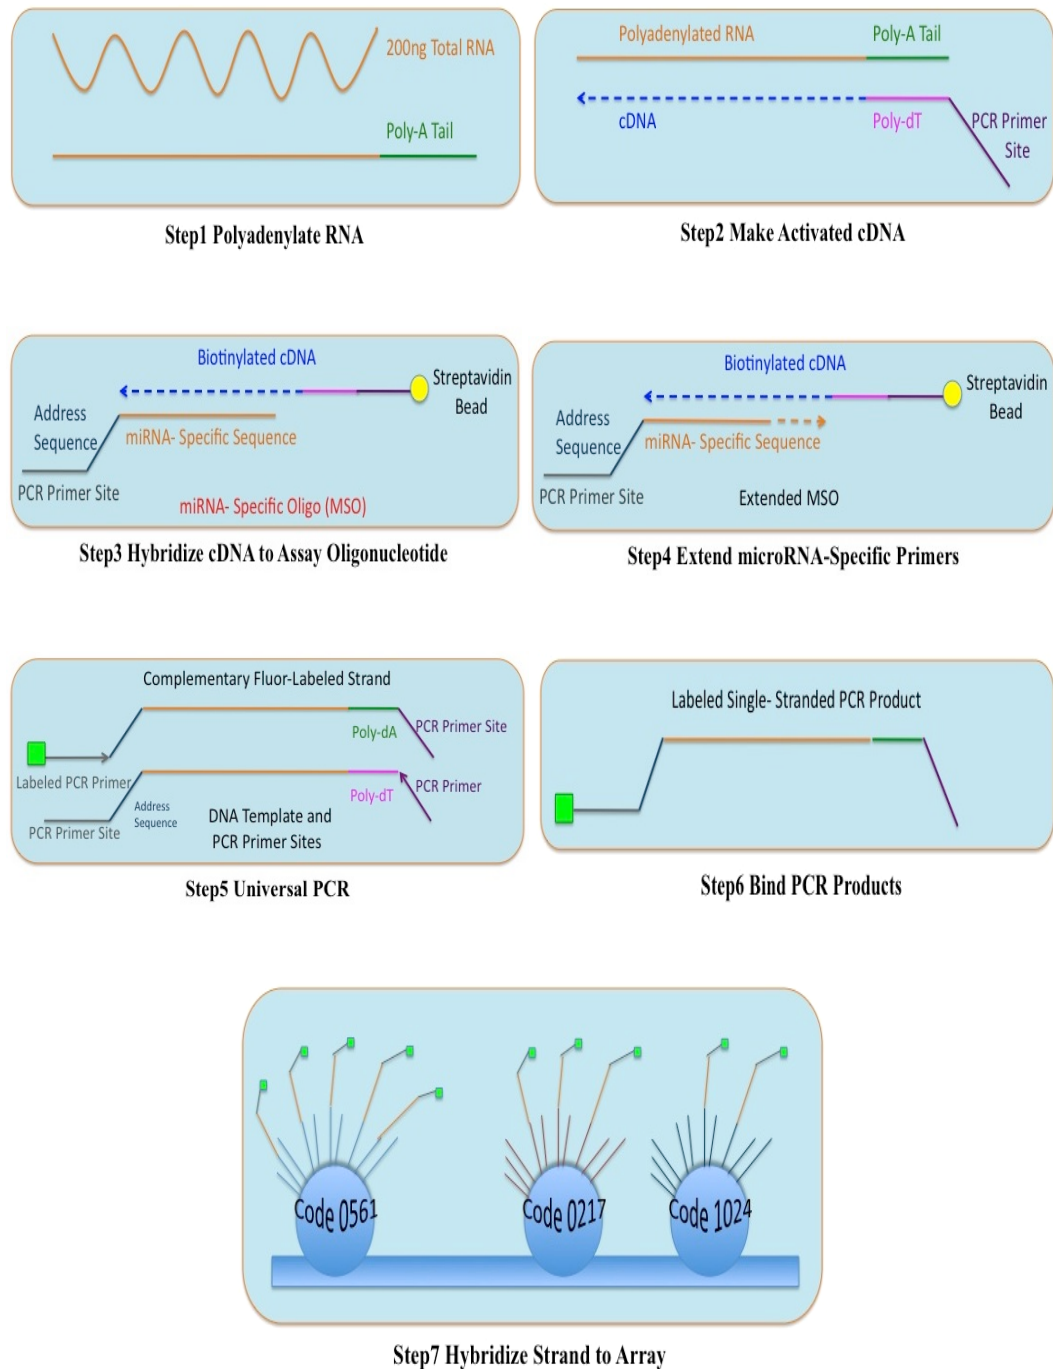 200ng Total RNA
Poly-A Tail
Step1 Polyadenylate RNA
Polyadenylated RNA
Poly-A Tail
cDNA
Poly-dT
PCR Primer
Site
Step2 Make Activated cDNA
Biotinylated cDNA
Streptavidin
Bead
Address
Sequence
miRNA- Specific Sequence
PCR Primer Site
miRNA- Specific Oligo (MSO)
Step3 Hybridize cDNA to Assay Oligonucleotide
Biotinylated cDNA
Streptavidin
Bead
Address
Sequence
miRNA- Specific Sequence
PCR Primer Site
Extended MSO
Step4 Extend microRNA-Specific Primers
Complementary Fluor-Labeled Strand
Poly-dA
PCR Primer Site
Labeled PCR Primer
Poly-dT
PCR Primer
Address
Sequence
DNA Template and
PCR Primer Sites
PCR Primer Site
Step5 Universal PCR
Labeled Single- Stranded PCR Product
Step6 Bind PCR Products
Code 0561
Code 0217
Code 1024
Step7 Hybridize Strand to Array